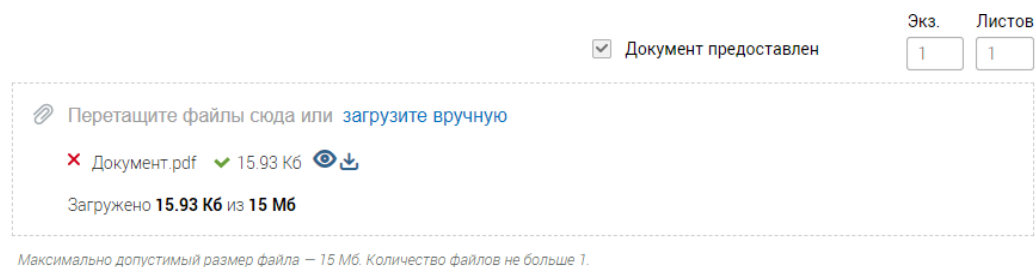 Экз. Листов
Документ предоставлен 1 1
Перетащите файлы сюда или загрузите вручную
Документ.pdf 15.93 Кб
Загружено 15.93 Кб из 15 Мб
Максимально допустимый размер файла — 15 Мб. Количество файлов не больше 1.